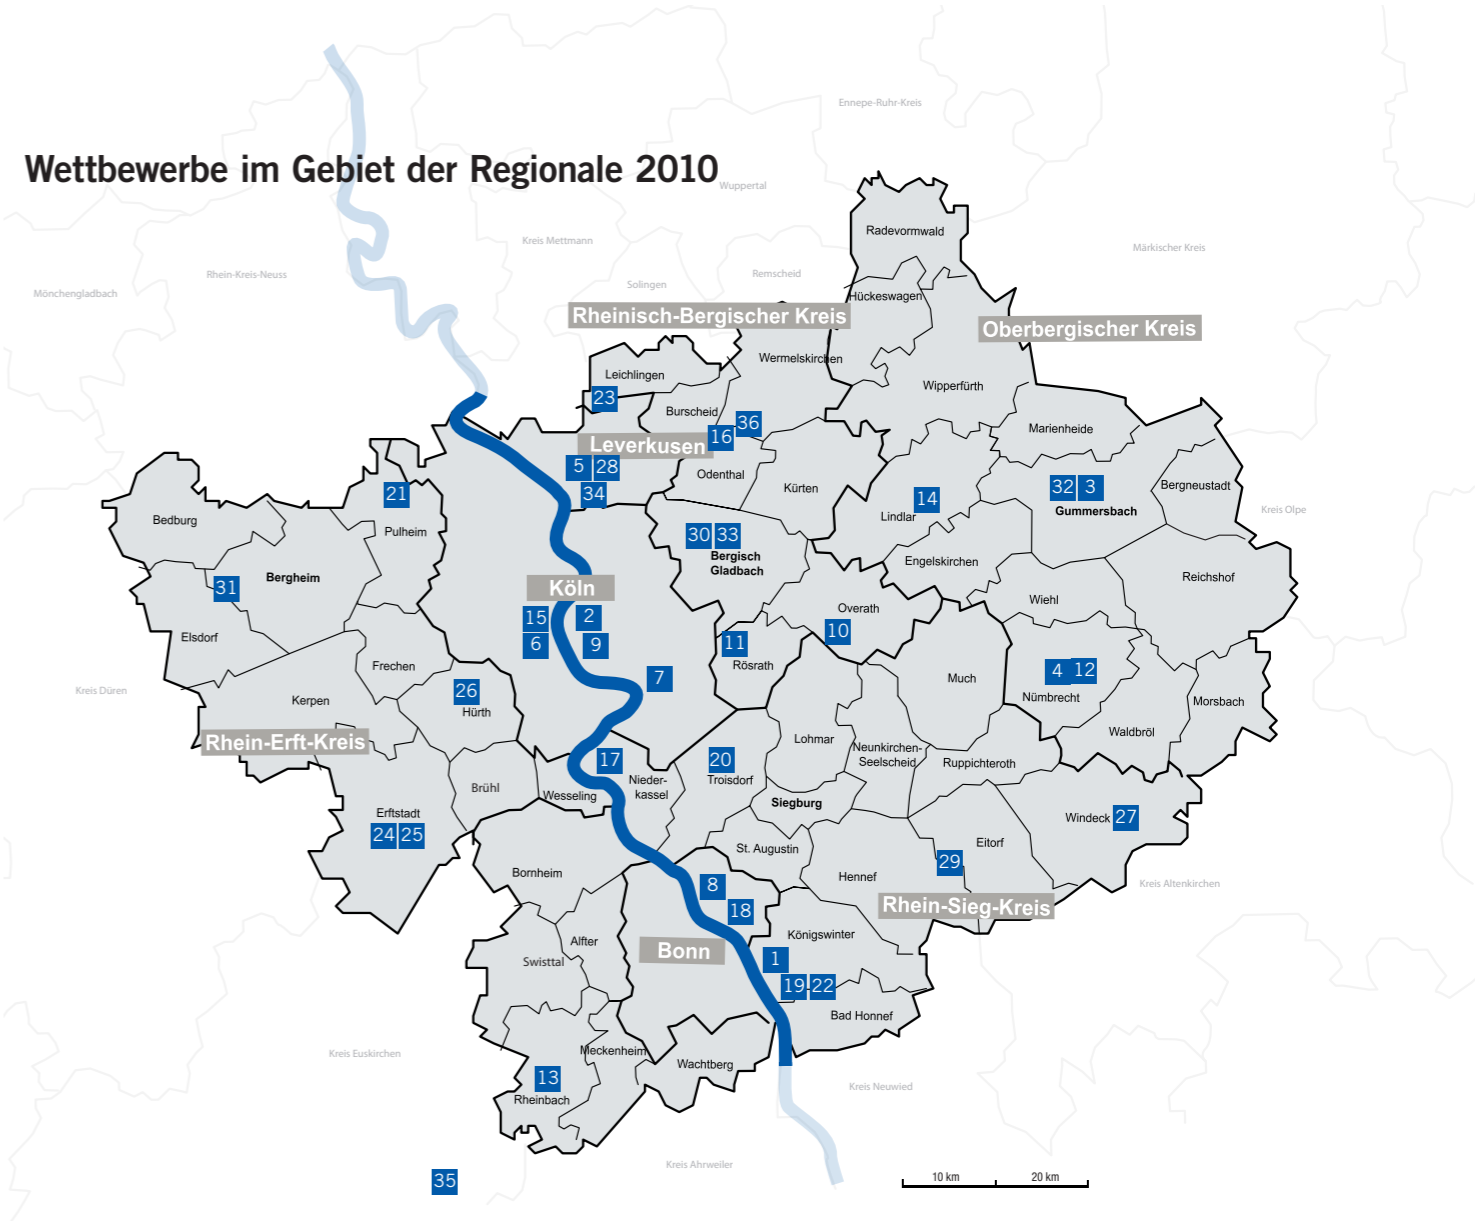 Ennepe-Ruhr-Kreis
Wettbewerbe im Gebiet der Regionale 2010
Wuppertal
Radevormwald
Kreis Mettmann
Märkischer Kreis
Rhein-Kreis-Neuss
Remscheid
Solingen
Mönchengladbach
Hückeswagen
Rheinisch-Bergischer Kreis
Oberbergischer Kreis
Wermelskirchen
Leichlingen
Wipperfürth
23
Burscheid
36
16
Marienheide
Leverkusen
5 28
34
Odenthal
Kürten
32 3
Gummersbach
Bergneustadt
21
14
Lindlar
Kreis Olpe
Bedburg
Pulheim
30 33
Bergisch
Gladbach
Engelskirchen
Bergheim
Reichshof
31
Köln
Wiehl
Overath
15 2
10
Elsdorf
6 9
11
Rösrath
Frechen
7
4 12
Nümbrecht
Much
Kreis Düren
Kerpen
26
Hürth
Morsbach
Waldbröl
Rhein-Erft-Kreis
Lohmar
Neunkirchen-
Seelscheid
Ruppichteroth
17
20
Troisdorf
Nieder-
kassel
Brühl
Wesseling
Siegburg
Erftstadt
24 25
Windeck 27
Eitorf
St. Augustin
29
Bornheim
Hennef
8
Kreis Altenkirchen
Rhein-Sieg-Kreis
18
Königswinter
Alfter
Bonn
Swisttal
1
19 22
Bad Honnef
Kreis Euskirchen
Meckenheim
Wachtberg
13
Rheinbach
Kreis Neuwied
Kreis Ahrweiler
35
10 km
20 km